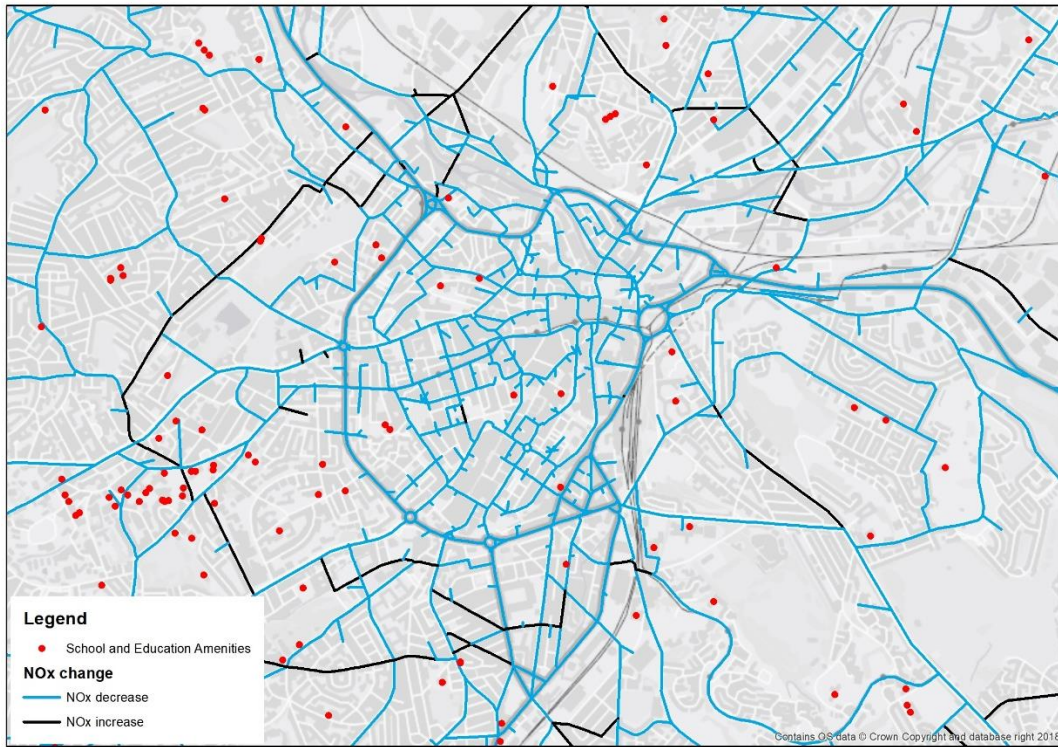 Legend
School and Education Amenities
NOx change
NOx decrease
NOx increase
Contains OS data © Crown Copyright and database right 201